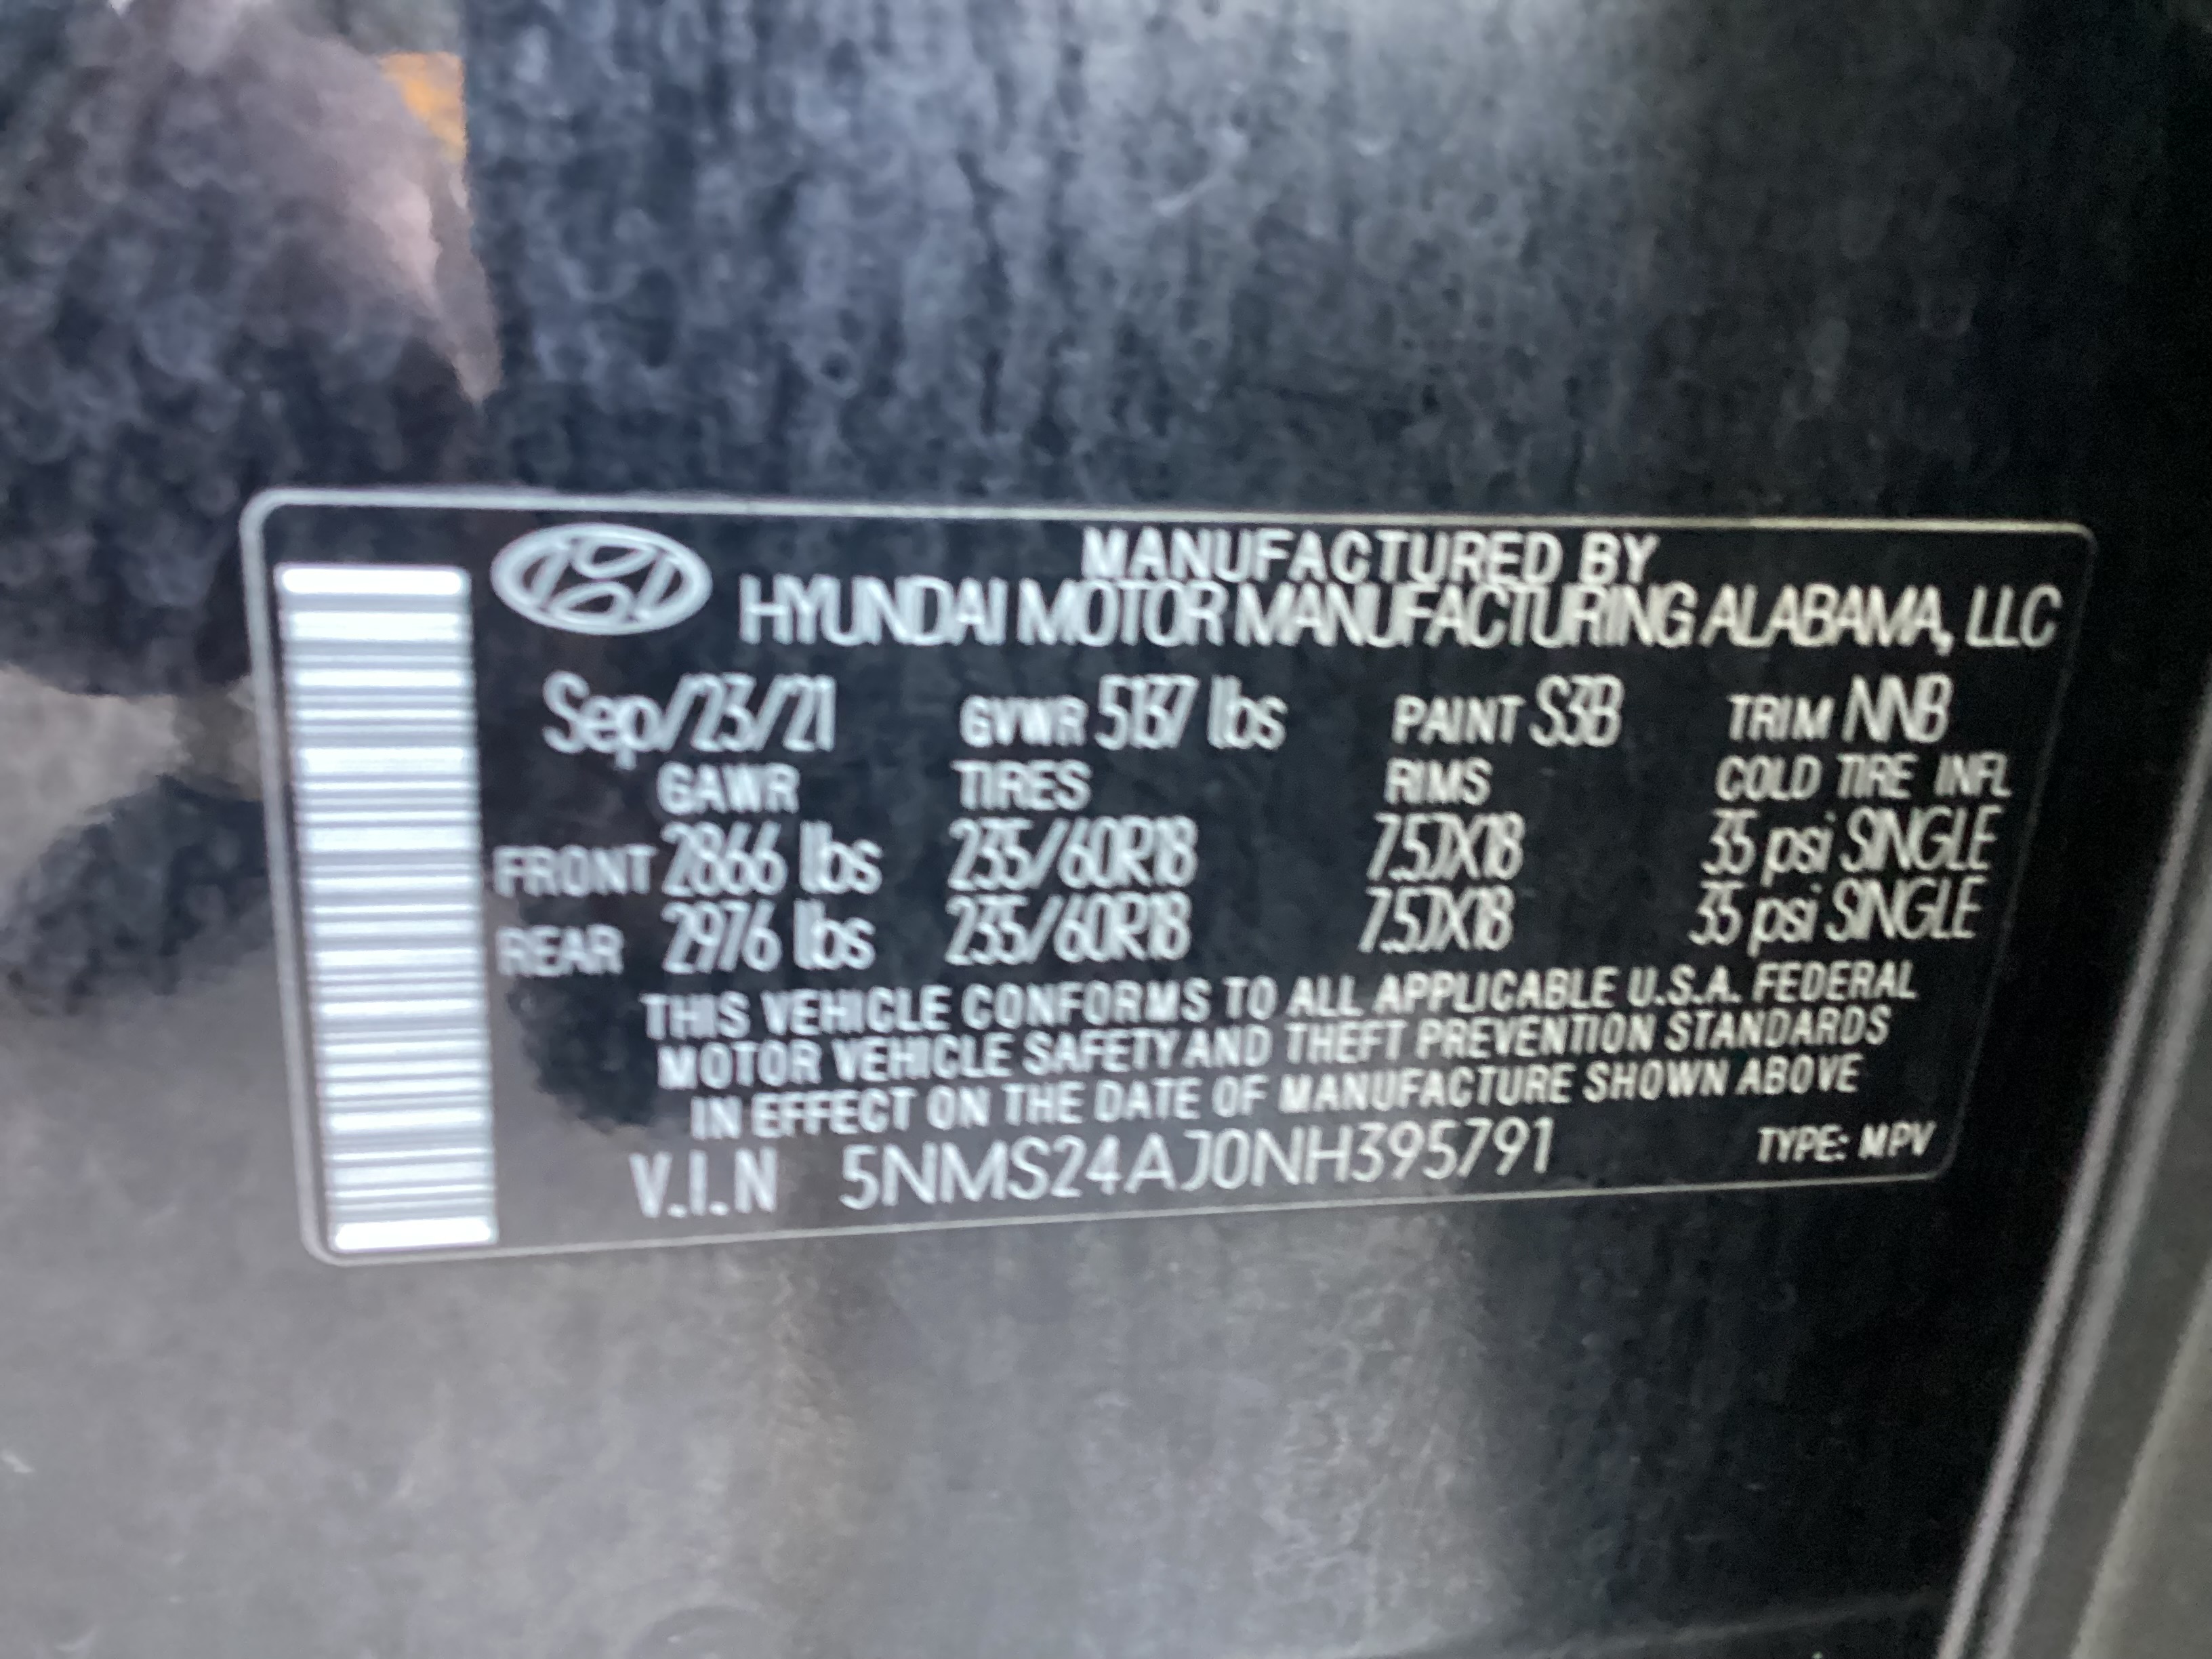 MANUFACTURED BY
HYUNDAI MOTOR MANUFACTURING ALABAMA, LLC
Sep/23/21 GVWR 5137 lbs PAINT S3B TRIM NNB
GAWR TIRES RIMS COLD TIRE INFL
FRONT 2866 lbs 235/60R18 7.5JX18 35 psi SINGLE
REAR 2976 lbs 235/60R18 7.5JX18 35 psi SINGLE
THIS VEHICLE CONFORMS TO ALL APPLICABLE U.S.A. FEDERAL
MOTOR VEHICLE SAFETY AND THEFT PREVENTION STANDARDS
IN EFFECT ON THE DATE OF MANUFACTURE SHOWN ABOVE
V.I.N 5NMS24AJ0NH395791 TYPE: MPV